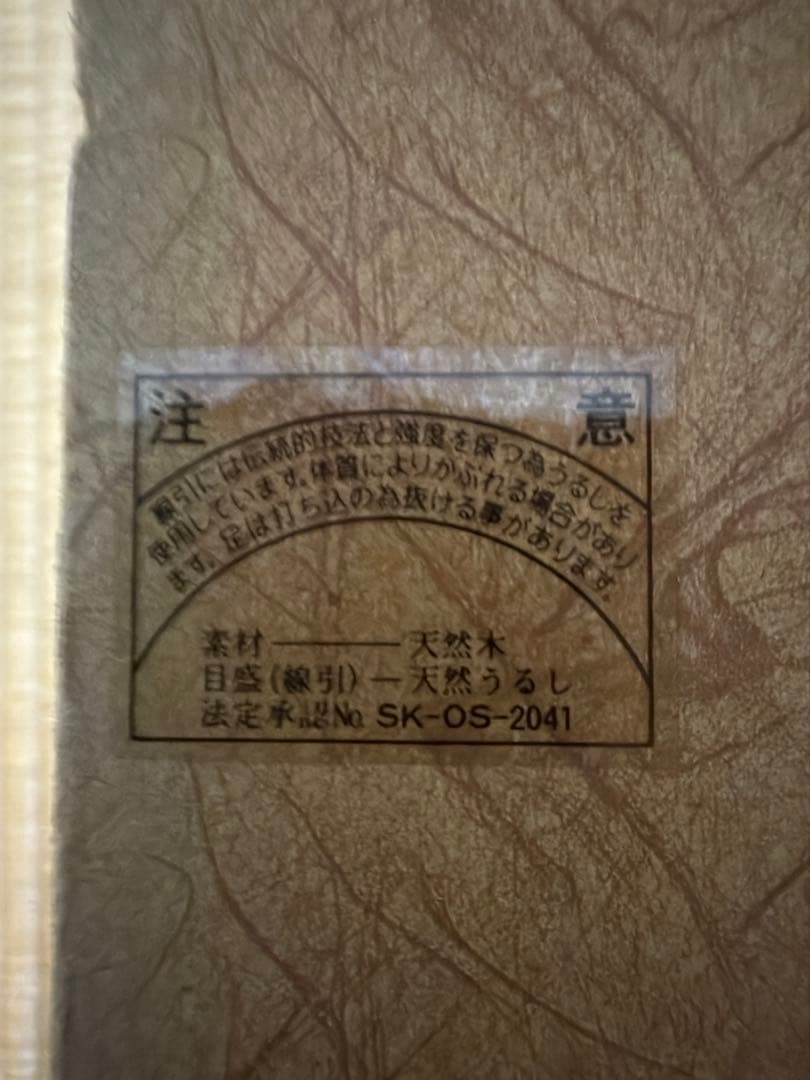 注 意
線引には伝統的技法と強度を保つ為うるしを
使用しています。体質によりかぶれる場合があり
ます。足は打ち込の為抜ける事があります。
素材――――天然木
目盛(線引)―天然うるし
法定承認No. SK-OS-2041